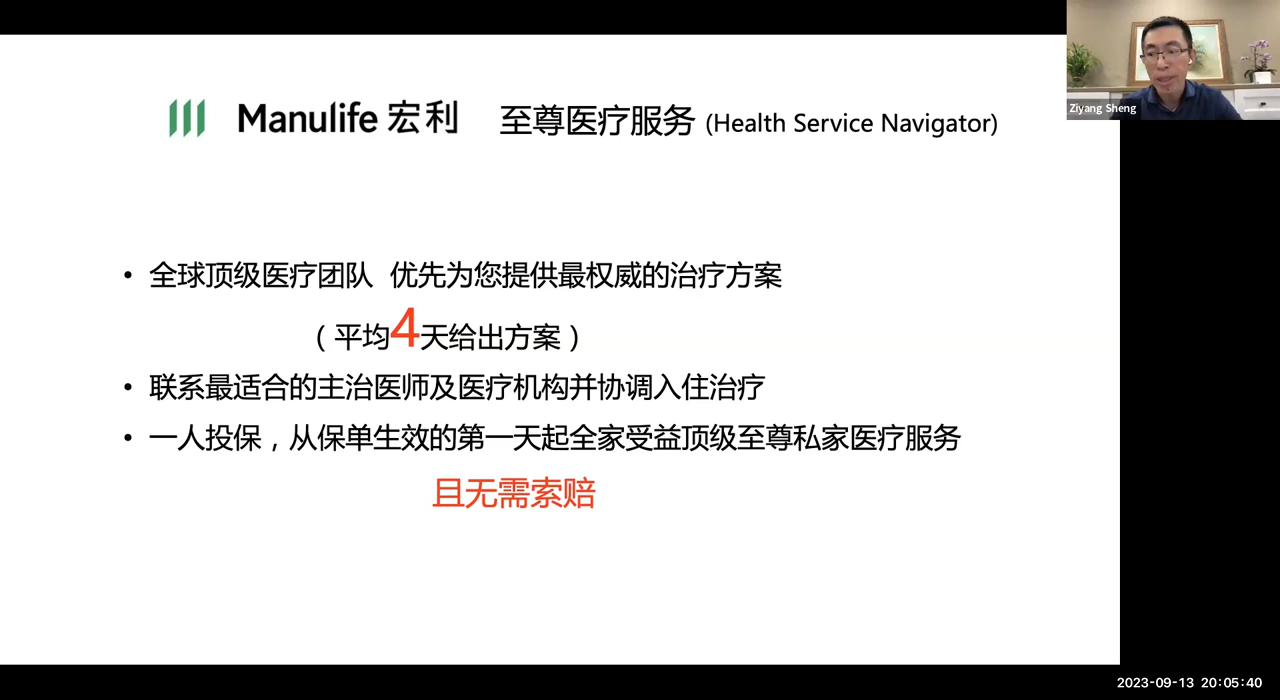 Manulife 宏利 至尊医疗服务 (Health Service Navigator)
Ziyang Sheng
• 全球顶级医疗团队 优先为您提供最权威的治疗方案
（平均4天给出方案）
• 联系最适合的主治医师及医疗机构并协调入住治疗
• 一人投保，从保单生效的第一天起全家受益顶级至尊私家医疗服务
且无需索赔
2023-09-13 20:05:40